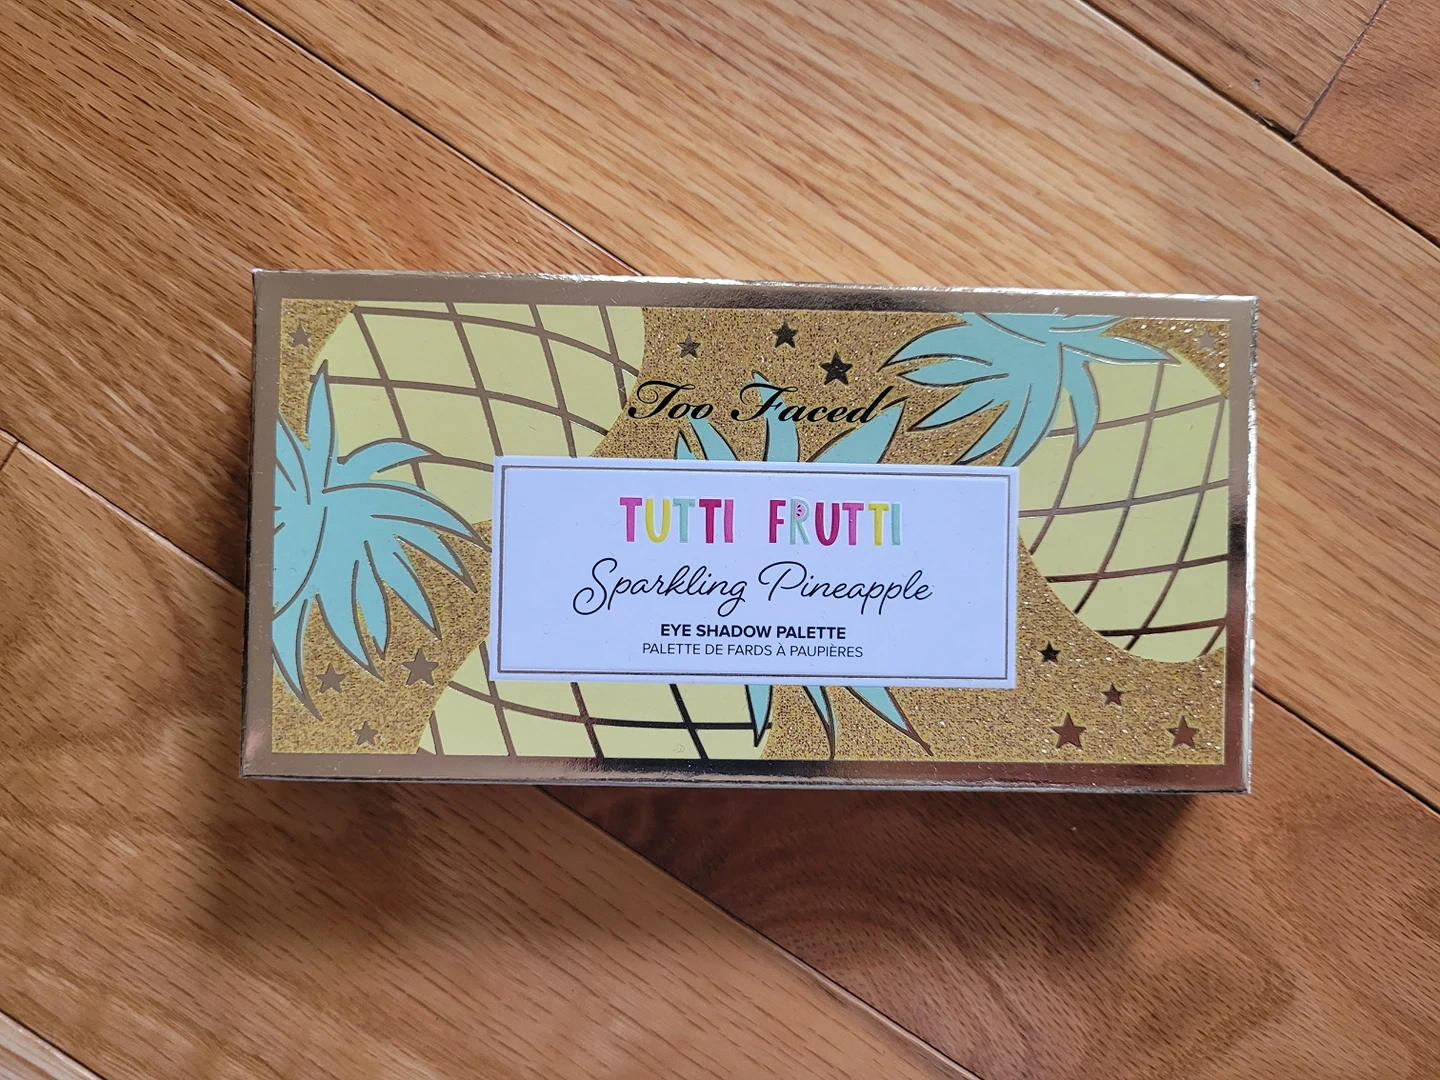 Too Faced
TUTTI FRUTTI
Sparkling Pineapple
EYE SHADOW PALETTE
PALETTE DE FARDS À PAUPIÈRES